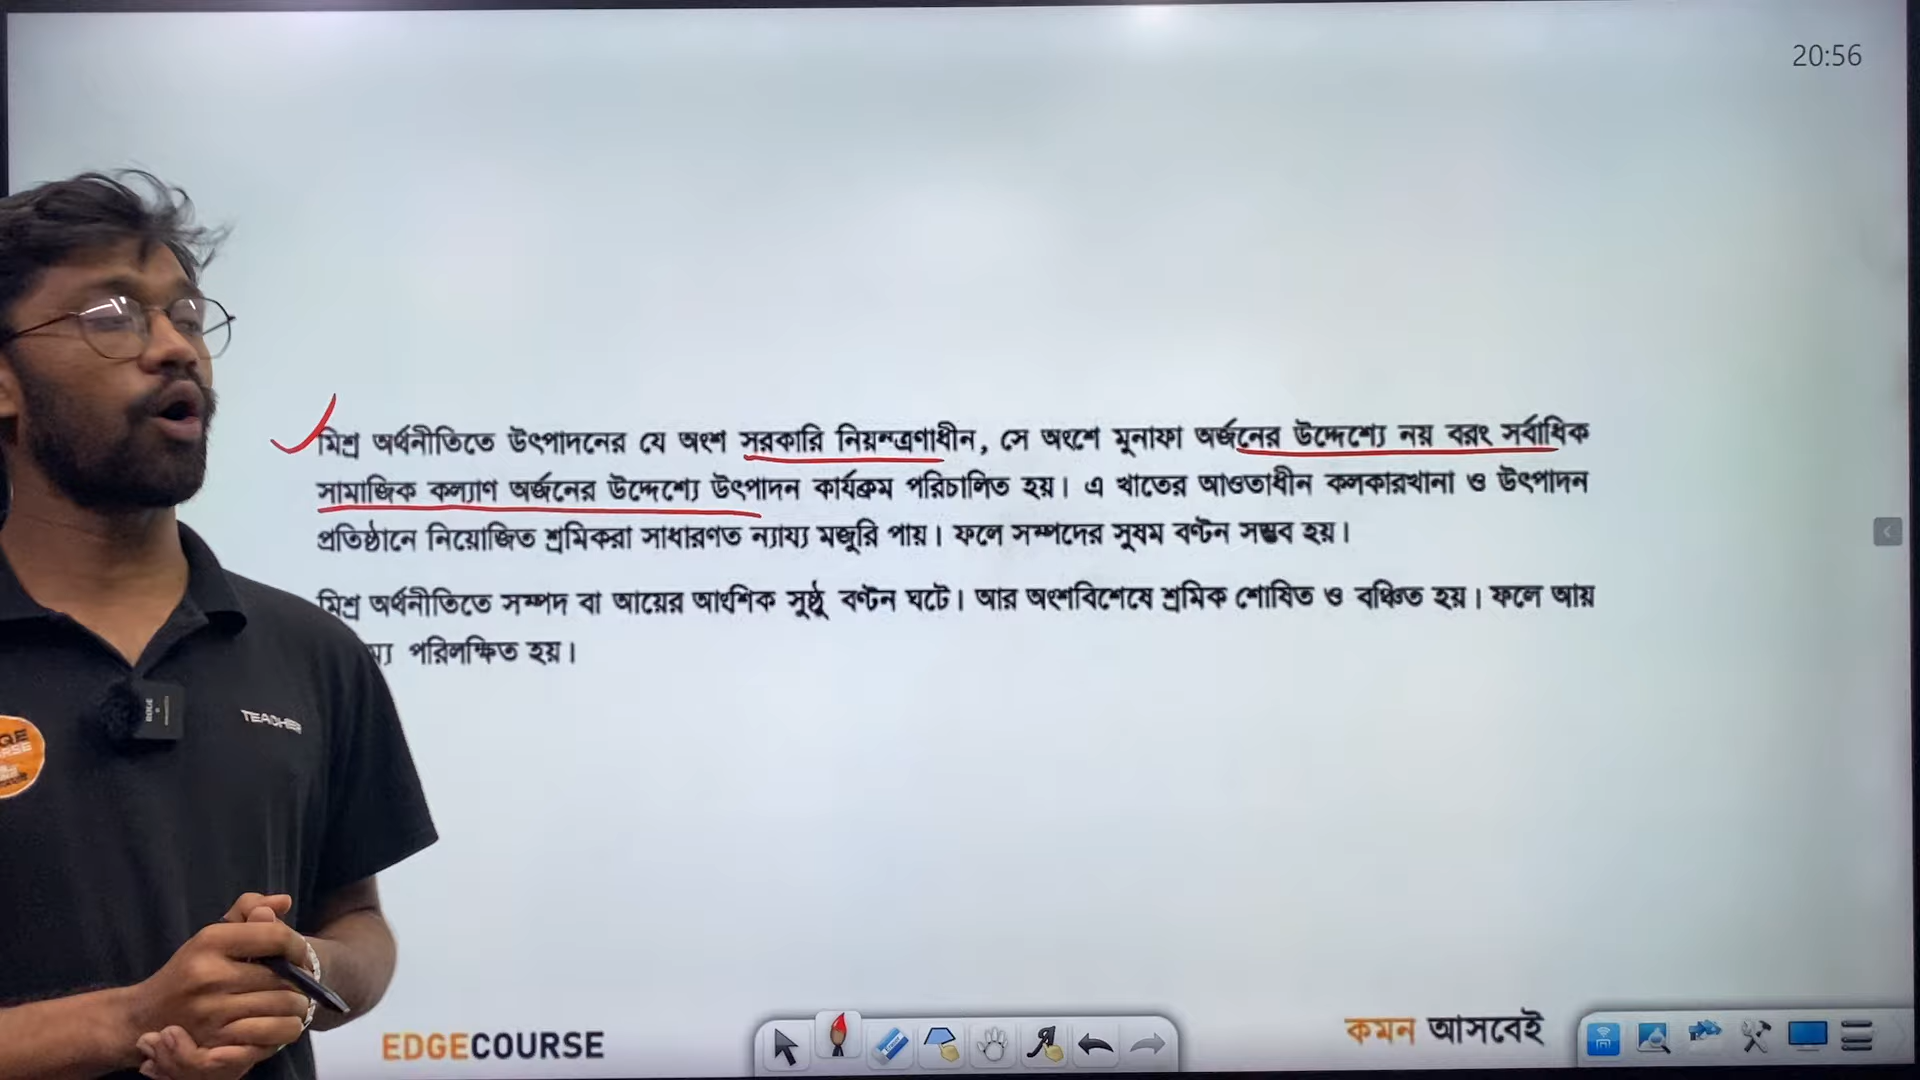 20:56
মিশ্র অর্থনীতিতে উৎপাদনের যে অংশ সরকারি নিয়ন্ত্রণাধীন, সে অংশে মুনাফা অর্জনের উদ্দেশ্যে নয় বরং সর্বাধিক
সামাজিক কল্যাণ অর্জনের উদ্দেশ্যে উৎপাদন কার্যক্রম পরিচালিত হয়। এ খাতের আওতাধীন কলকারখানা ও উৎপাদন
প্রতিষ্ঠানে নিয়োজিত শ্রমিকরা সাধারণত ন্যায্য মজুরি পায়। ফলে সম্পদের সুষম বণ্টন সম্ভব হয়।
মিশ্র অর্থনীতিতে সম্পদ বা আয়ের আংশিক সুষ্ঠু বণ্টন ঘটে। আর অংশবিশেষে শ্রমিক শোষিত ও বঞ্চিত হয়। ফলে আয়
পরিলক্ষিত হয়।
TEACHER
EDGECOURSE
কমন আসবেই